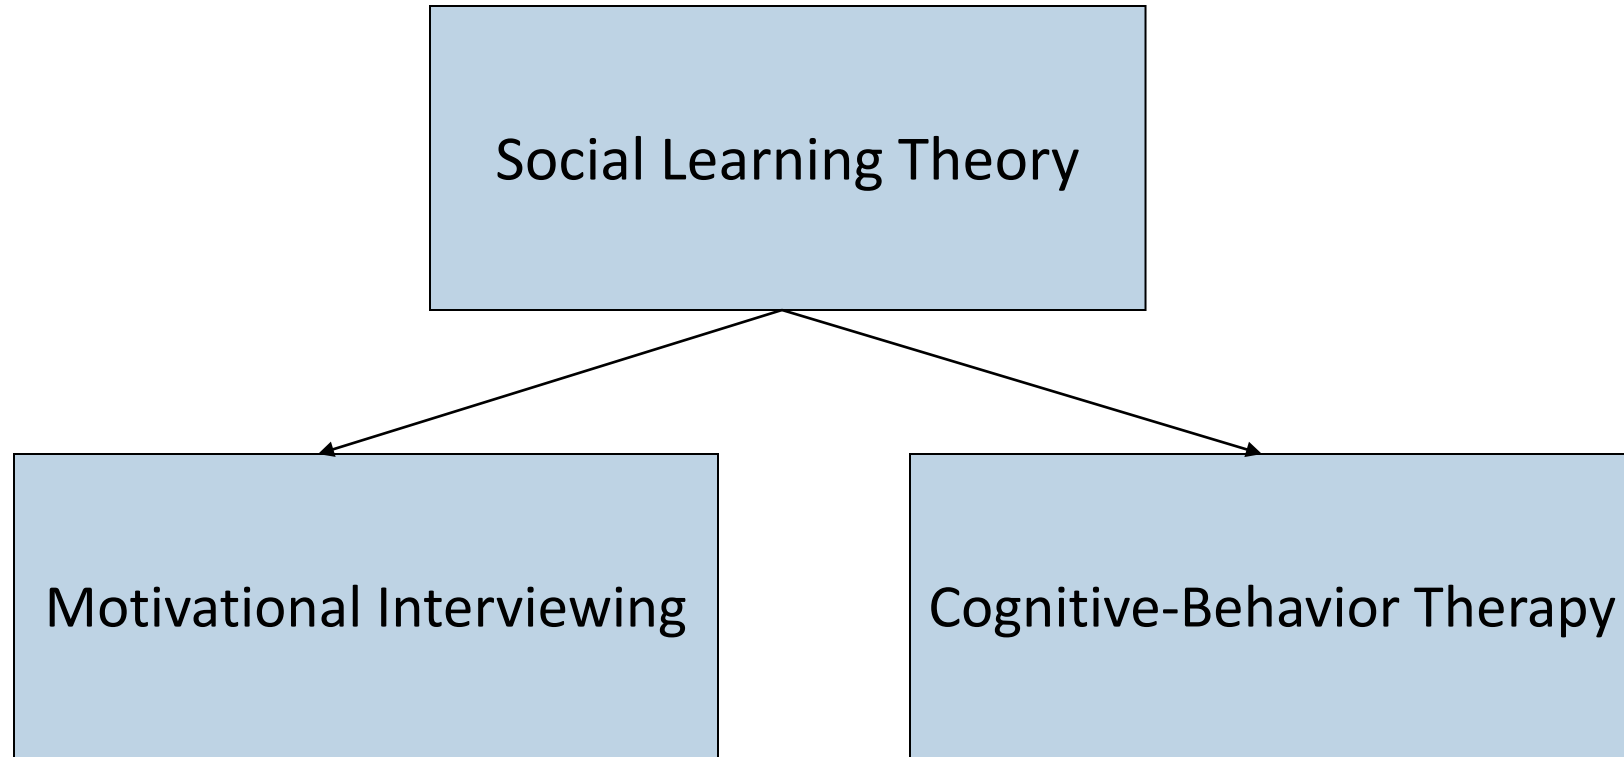 Social Learning Theory
Motivational Interviewing
Cognitive-Behavior Therapy